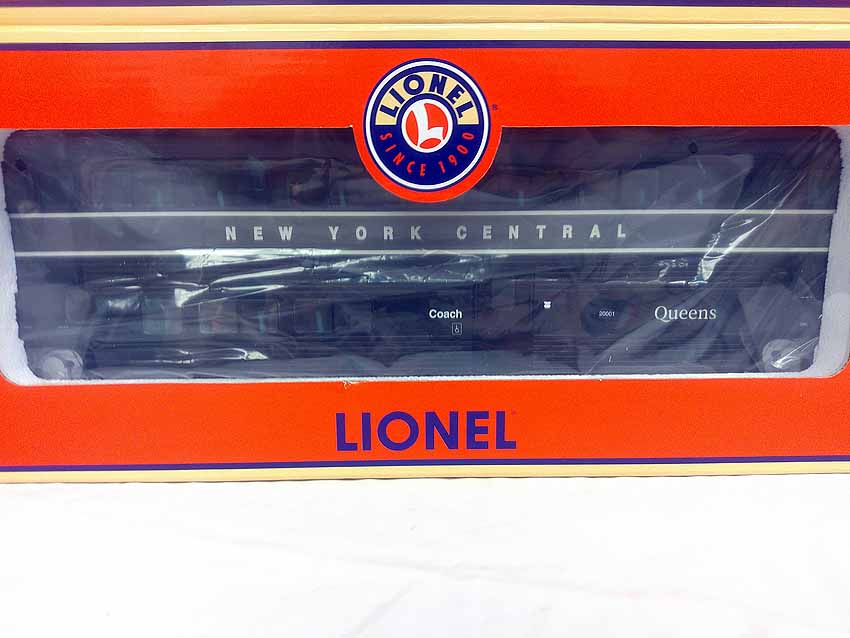 LIONEL
L
SINCE 1900
®
NEW YORK CENTRAL
Coach
20001
Queens
LIONEL